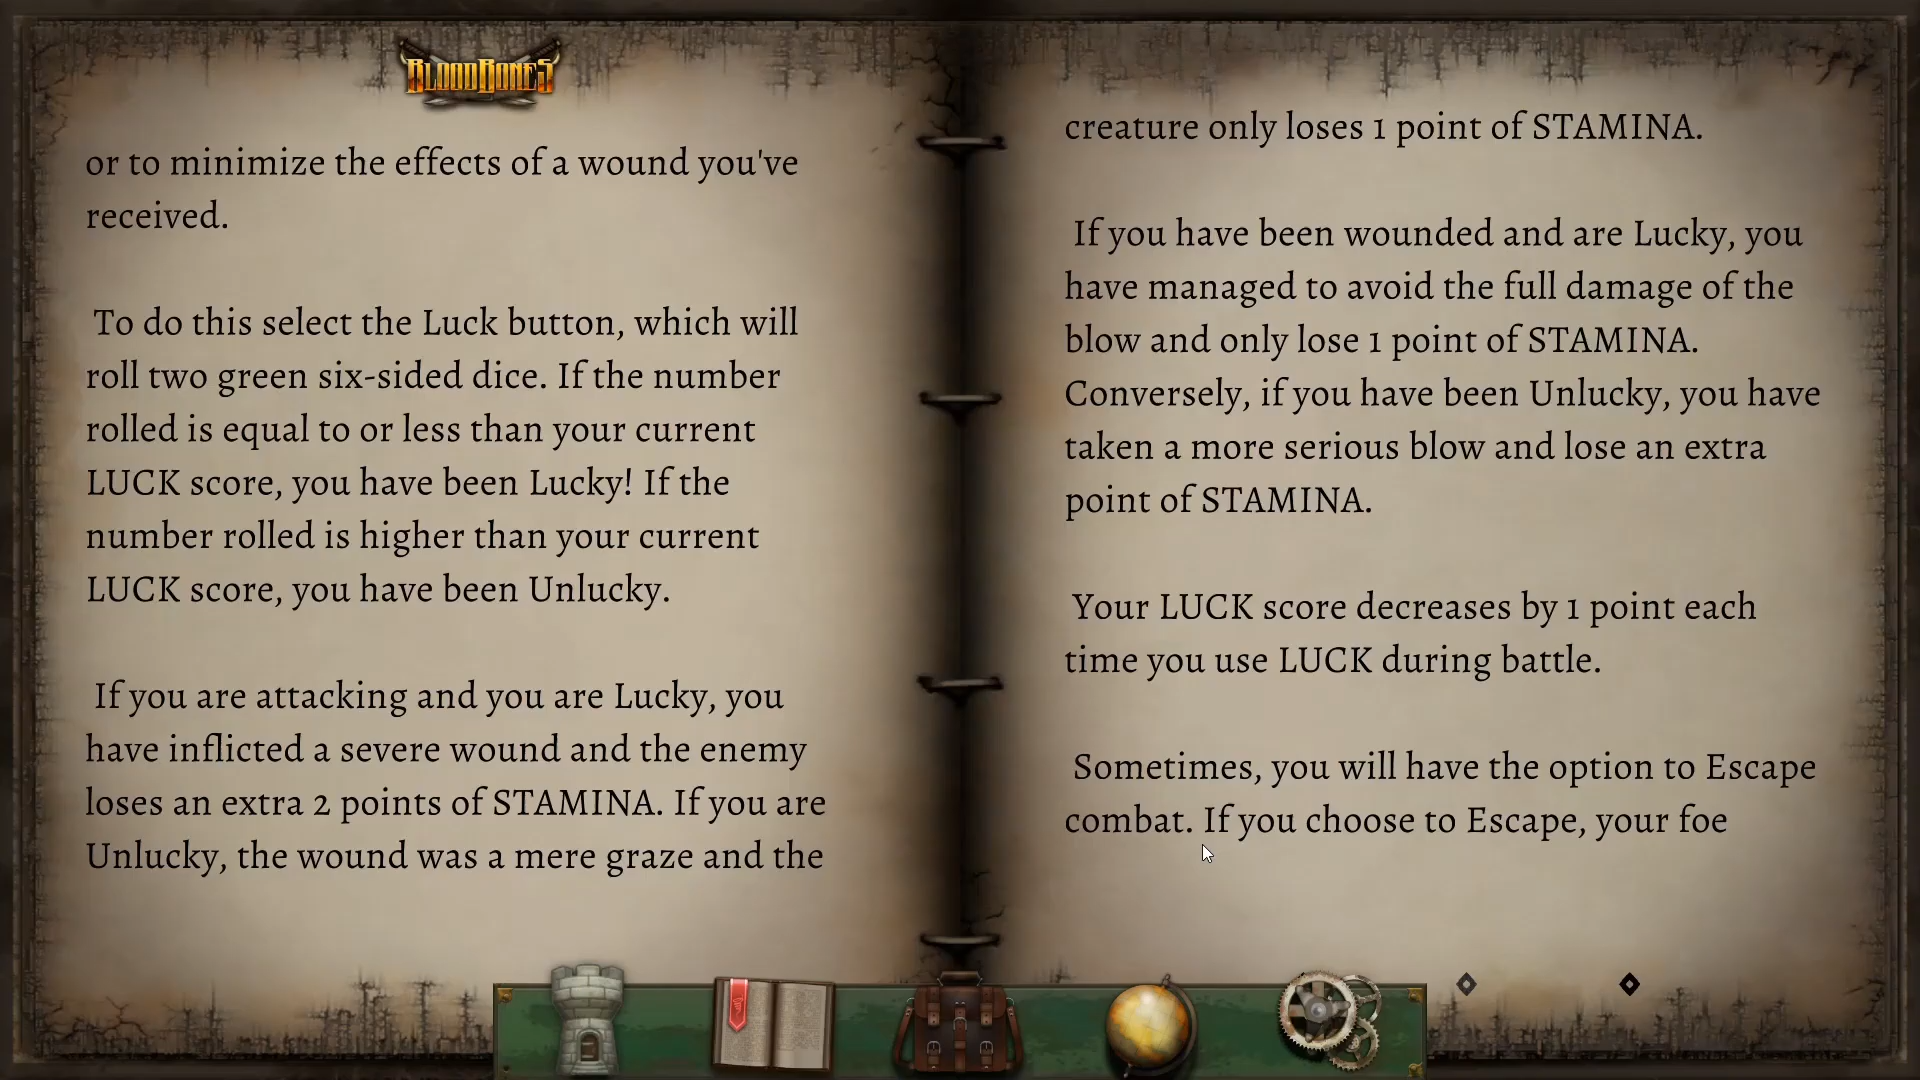 BLOODBONES
or to minimize the effects of a wound you've
received.
To do this select the Luck button, which will
roll two green six-sided dice. If the number
rolled is equal to or less than your current
LUCK score, you have been Lucky! If the
number rolled is higher than your current
LUCK score, you have been Unlucky.
If you are attacking and you are Lucky, you
have inflicted a severe wound and the enemy
loses an extra 2 points of STAMINA. If you are
Unlucky, the wound was a mere graze and the
creature only loses 1 point of STAMINA.
If you have been wounded and are Lucky, you
have managed to avoid the full damage of the
blow and only lose 1 point of STAMINA.
Conversely, if you have been Unlucky, you have
taken a more serious blow and lose an extra
point of STAMINA.
Your LUCK score decreases by 1 point each
time you use LUCK during battle.
Sometimes, you will have the option to Escape
combat. If you choose to Escape, your foe